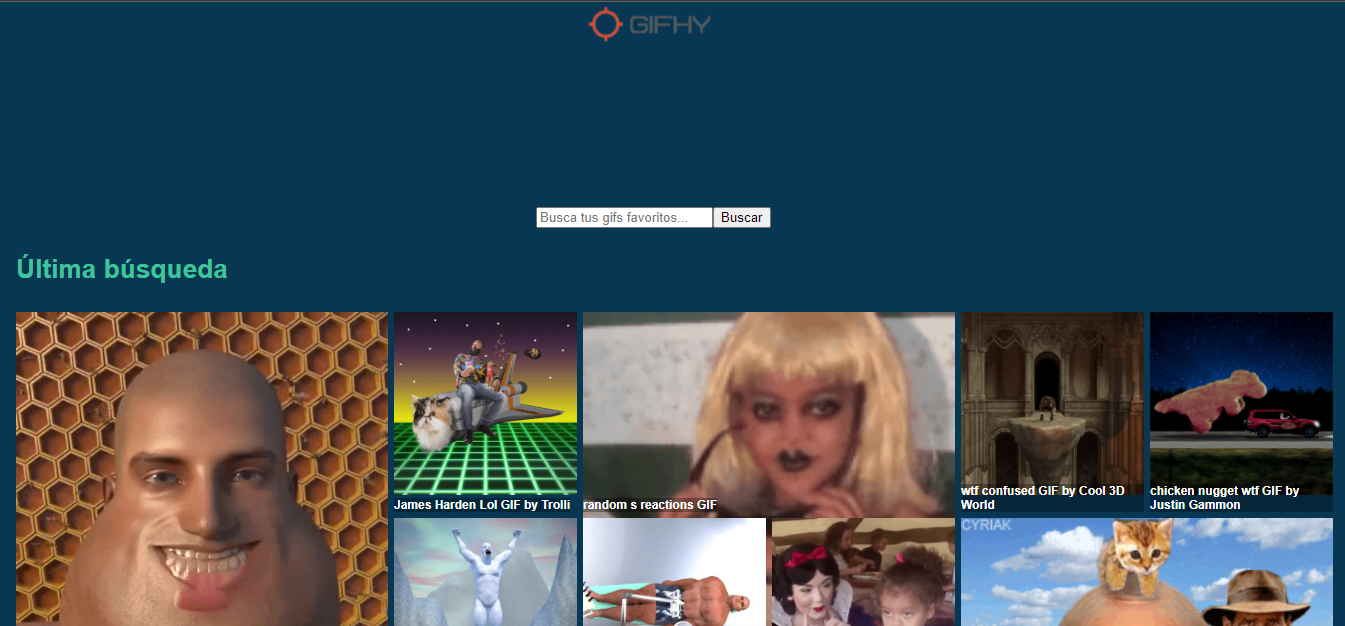 GIFHY
Busca tus gifs favoritos...
Buscar
Última búsqueda
James Harden Lol GIF by Trolli
random s reactions GIF
wtf confused GIF by Cool 3D
World
chicken nugget wtf GIF by
Justin Gammon
CYRIAK